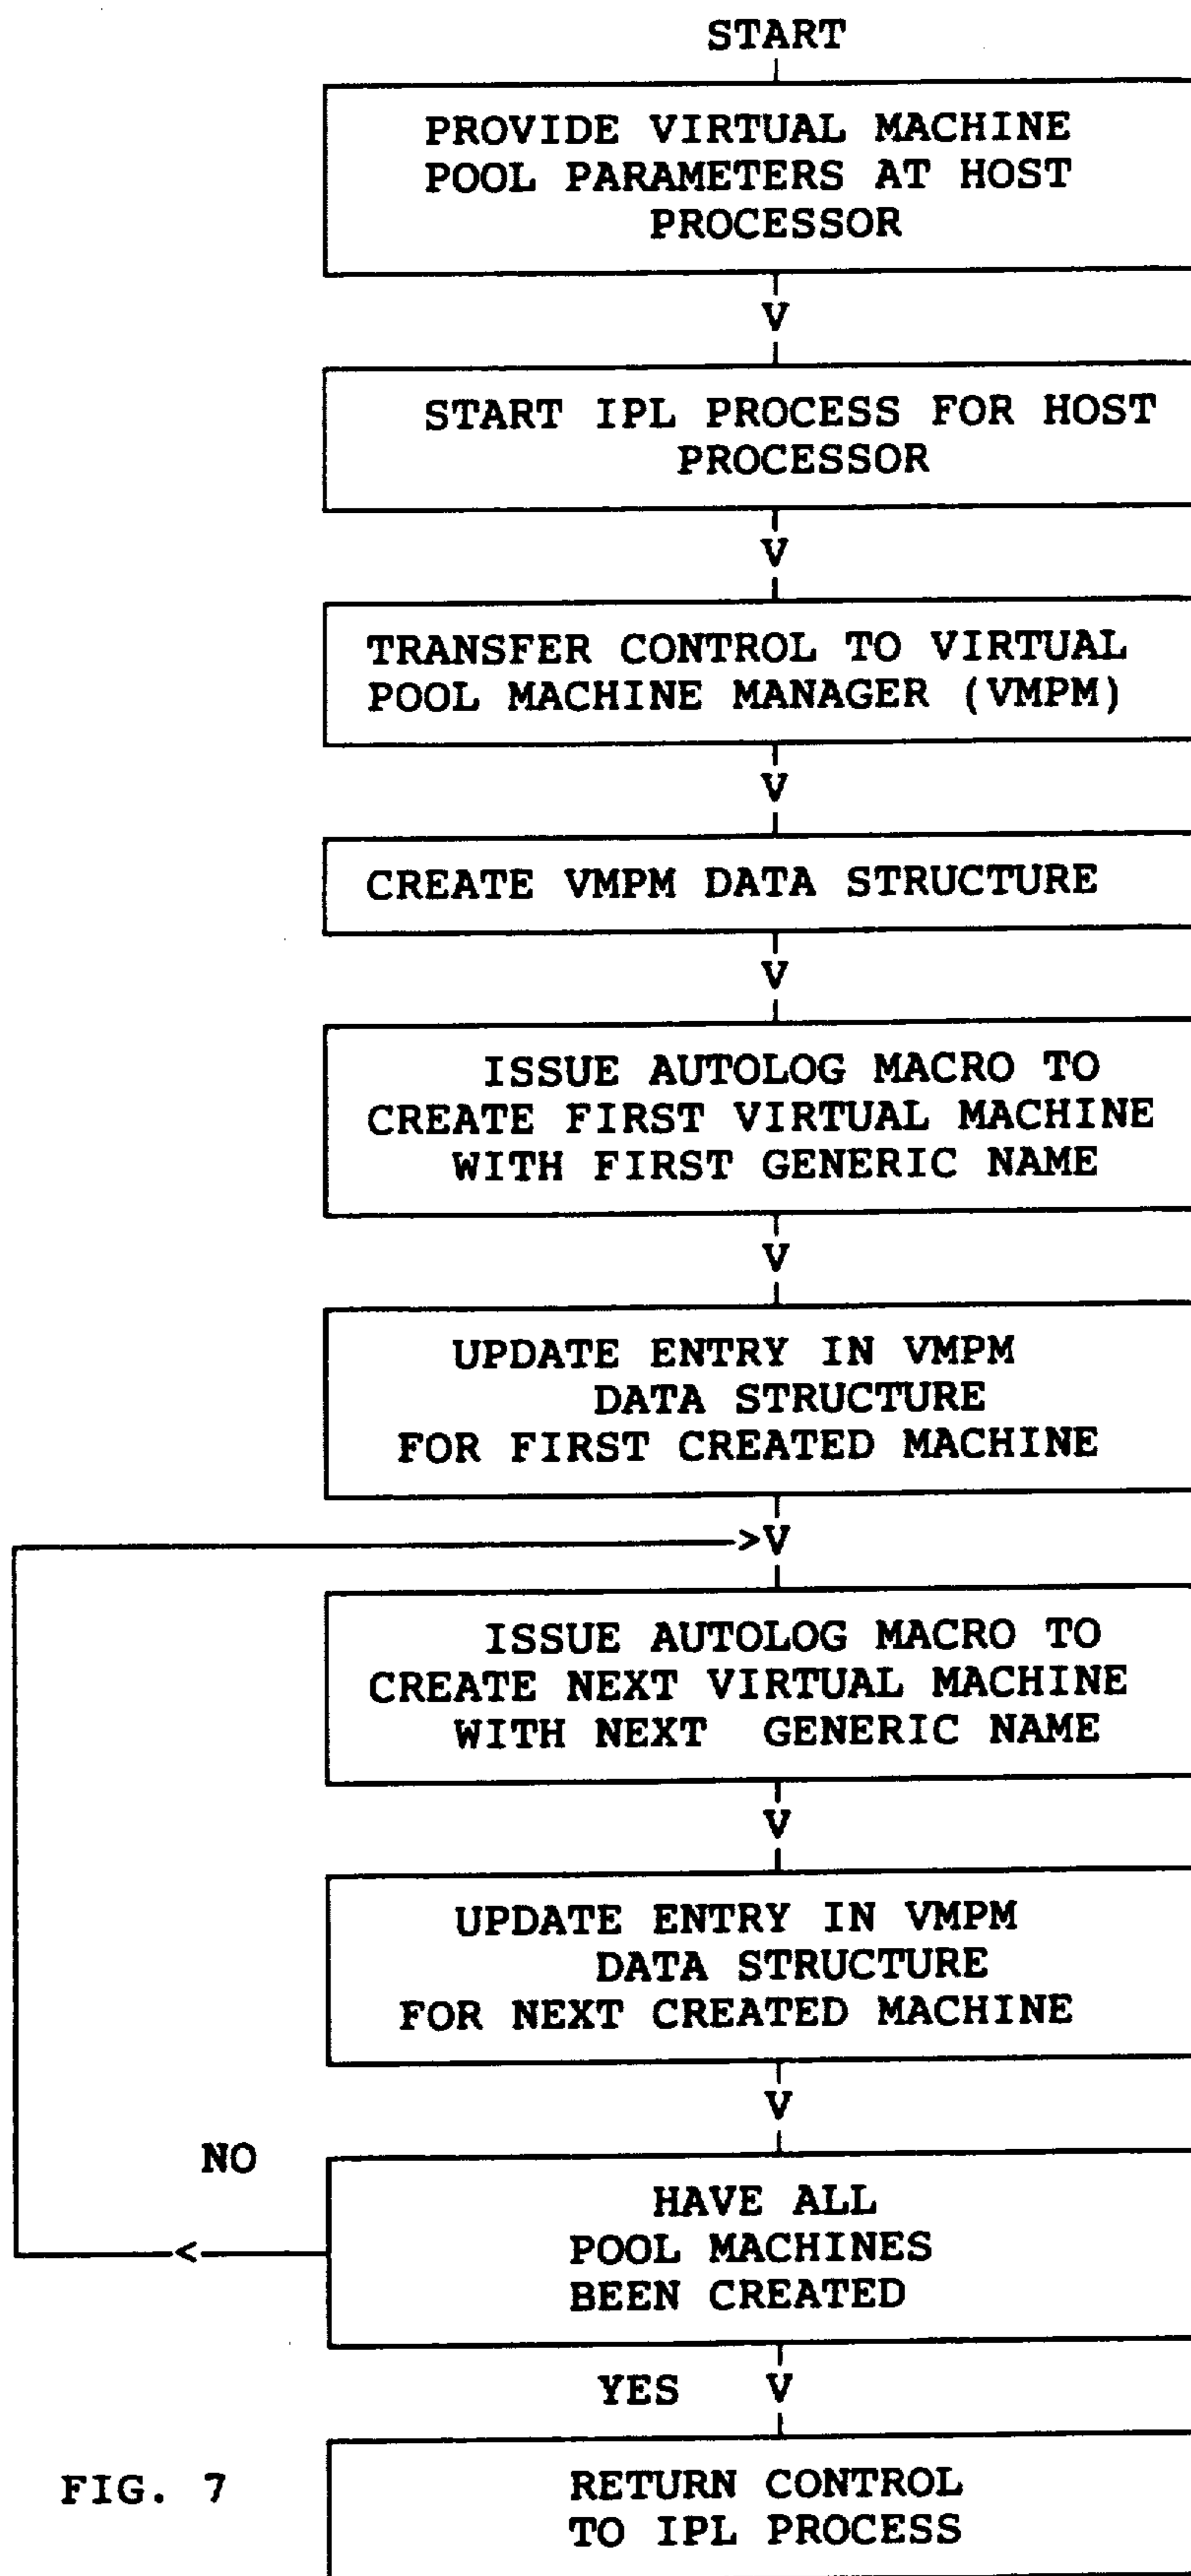 START
PROVIDE VIRTUAL MACHINE
POOL PARAMETERS AT HOST
PROCESSOR
V
START IPL PROCESS FOR HOST
PROCESSOR
V
TRANSFER CONTROL TO VIRTUAL
POOL MACHINE MANAGER (VMPM)
V
CREATE VMPM DATA STRUCTURE
V
ISSUE AUTOLOG MACRO TO
CREATE FIRST VIRTUAL MACHINE
WITH FIRST GENERIC NAME
V
UPDATE ENTRY IN VMPM
DATA STRUCTURE
FOR FIRST CREATED MACHINE
>V
ISSUE AUTOLOG MACRO TO
CREATE NEXT VIRTUAL MACHINE
WITH NEXT GENERIC NAME
V
UPDATE ENTRY IN VMPM
DATA STRUCTURE
FOR NEXT CREATED MACHINE
V
NO
HAVE ALL
POOL MACHINES
BEEN CREATED
<
YES V
RETURN CONTROL
TO IPL PROCESS
FIG. 7